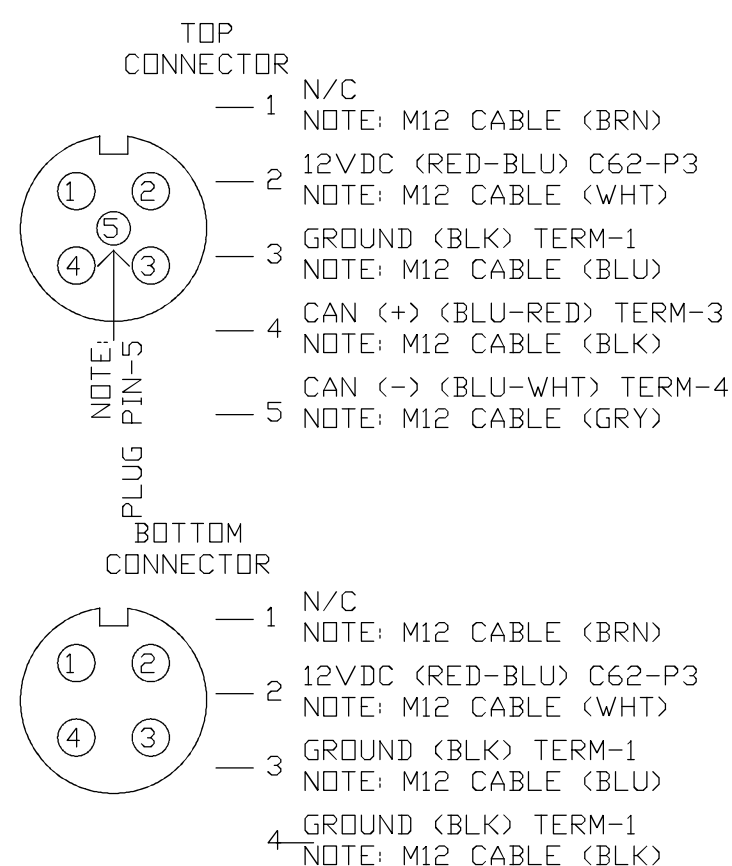 TOP
CONNECTOR
1 N/C
NOTE: M12 CABLE (BRN)
2 12VDC (RED-BLU) C62-P3
NOTE: M12 CABLE (WHT)
3 GROUND (BLK) TERM-1
NOTE: M12 CABLE (BLU)
4 CAN (+) (BLU-RED) TERM-3
NOTE: M12 CABLE (BLK)
5 CAN (-) (BLU-WHT) TERM-4
NOTE: M12 CABLE (GRY)
1 2
5
4 3
NOTE:
PLUG PIN-5
BOTTOM
CONNECTOR
1 N/C
NOTE: M12 CABLE (BRN)
2 12VDC (RED-BLU) C62-P3
NOTE: M12 CABLE (WHT)
3 GROUND (BLK) TERM-1
NOTE: M12 CABLE (BLU)
4 GROUND (BLK) TERM-1
NOTE: M12 CABLE (BLK)
1 2
4 3